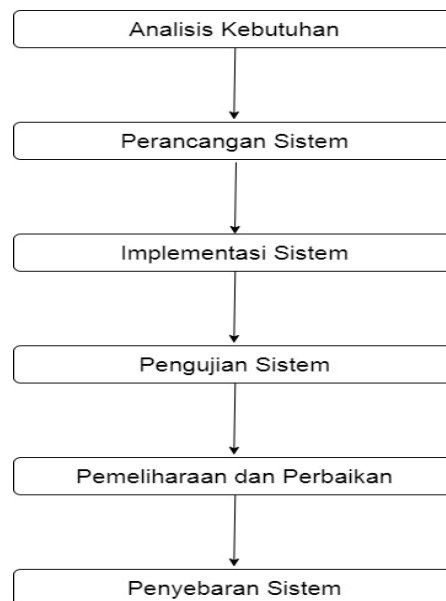 Analisis Kebutuhan
Perancangan Sistem
Implementasi Sistem
Pengujian Sistem
Pemeliharaan dan Perbaikan
Penyebaran Sistem